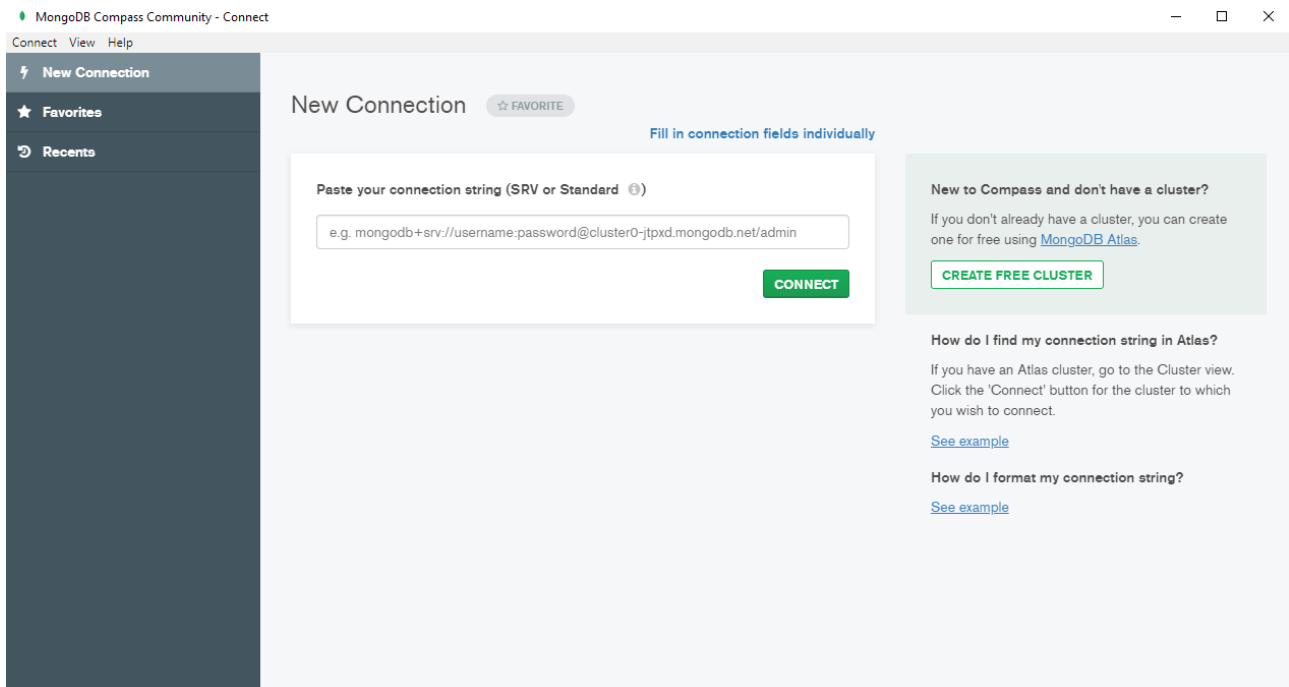 MongoDB Compass Community - Connect
Connect View Help
New Connection
Favorites
Recents
New Connection
FAVORITE
Fill in connection fields individually
Paste your connection string (SRV or Standard )
e.g. mongodb+srv://username:password@cluster0-jtpxd.mongodb.net/admin
CONNECT
New to Compass and don't have a cluster?
If you don't already have a cluster, you can create
one for free using MongoDB Atlas.
CREATE FREE CLUSTER
How do I find my connection string in Atlas?
If you have an Atlas cluster, go to the Cluster view.
Click the 'Connect' button for the cluster to which
you wish to connect.
See example
How do I format my connection string?
See example